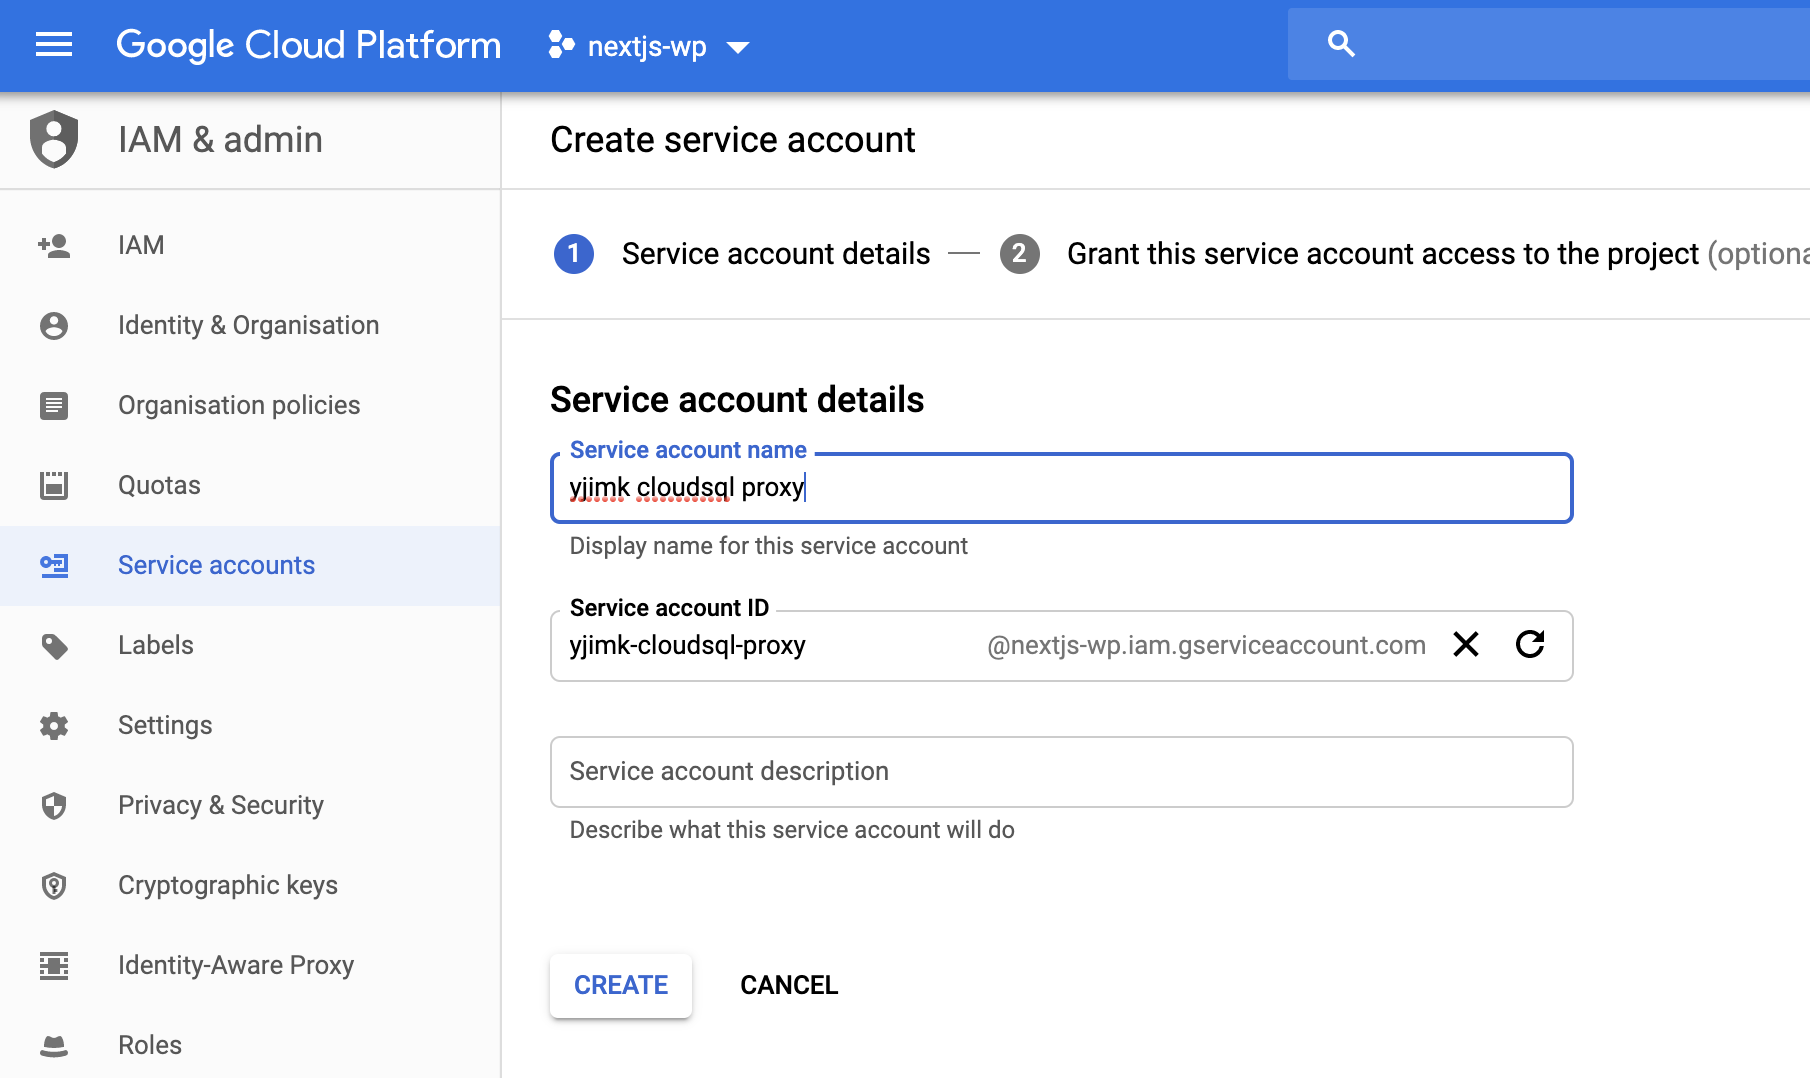 Google Cloud Platform
nextjs-wp
IAM & admin
IAM
Identity & Organisation
Organisation policies
Quotas
Service accounts
Labels
Settings
Privacy & Security
Cryptographic keys
Identity-Aware Proxy
Roles
Create service account
1 Service account details — 2 Grant this service account access to the project (optiona
Service account details
Service account name
yjimk cloudsql proxy
Display name for this service account
Service account ID
yjimk-cloudsql-proxy @nextjs-wp.iam.gserviceaccount.com
Service account description
Describe what this service account will do
CREATE CANCEL